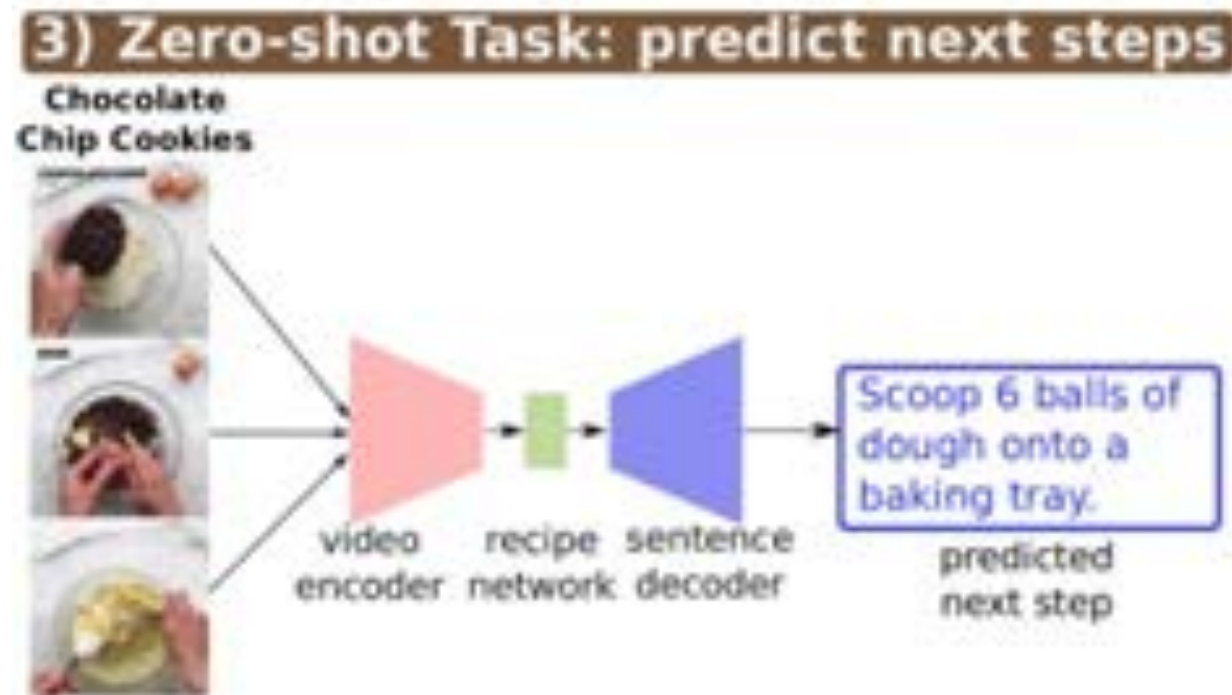 3) Zero-shot Task: predict next steps
Chocolate
Chip Cookies
Scoop 6 balls of
dough onto a
baking tray.
video
encoder
recipe
network
sentence
decoder
predicted
next step